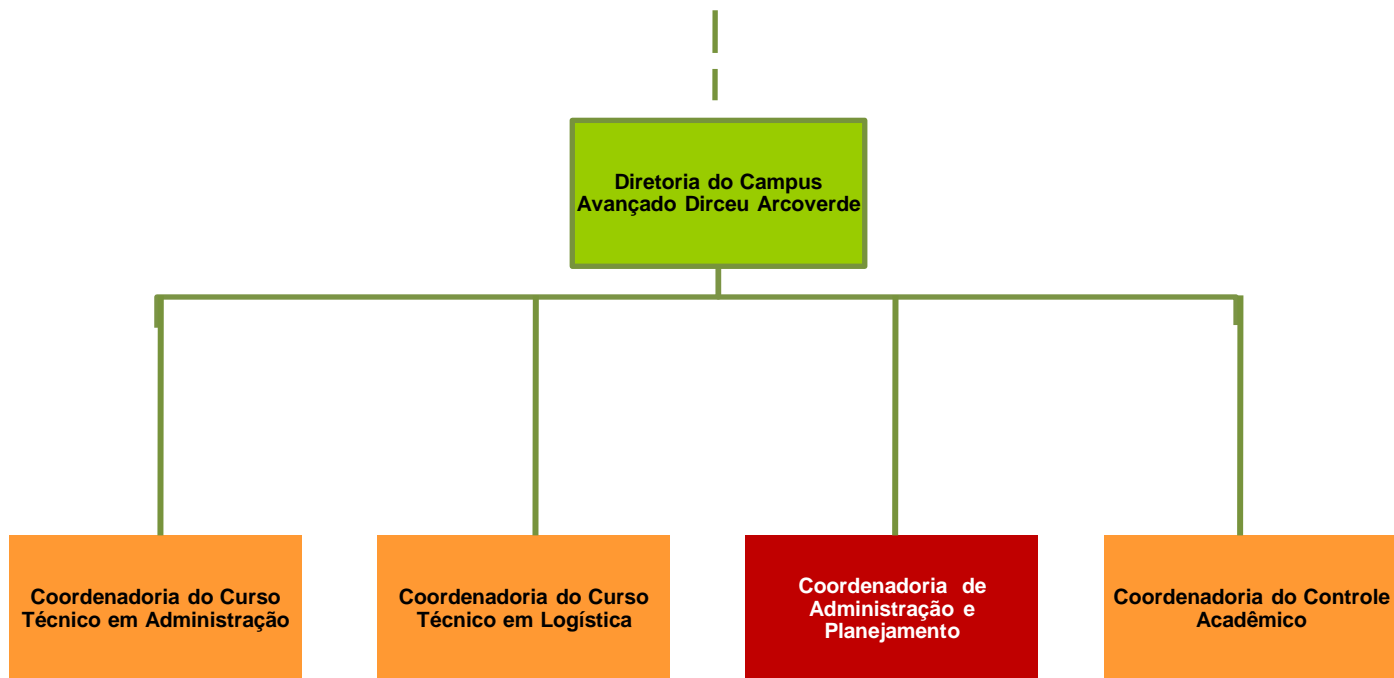 Diretoria do Campus
Avançado Dirceu Arcoverde
Coordenadoria do Curso
Técnico em Administração
Coordenadoria do Curso
Técnico em Logística
Coordenadoria de
Administração e
Planejamento
Coordenadoria do Controle
Acadêmico